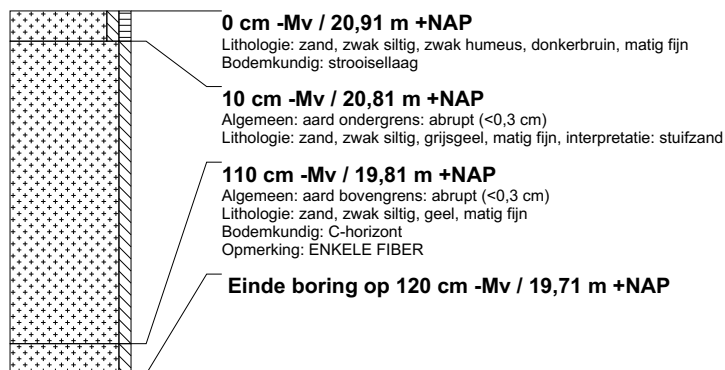 0 cm -Mv / 20,91 m +NAP
Lithologie: zand, zwak siltig, zwak humeus, donkerbruin, matig fijn
Bodemkundig: strooisellaag
10 cm -Mv / 20,81 m +NAP
Algemeen: aard ondergrens: abrupt (<0,3 cm)
Lithologie: zand, zwak siltig, grijsgeel, matig fijn, interpretatie: stuifzand
110 cm -Mv / 19,81 m +NAP
Algemeen: aard bovengrens: abrupt (<0,3 cm)
Lithologie: zand, zwak siltig, geel, matig fijn
Bodemkundig: C-horizont
Opmerking: ENKELE FIBER
Einde boring op 120 cm -Mv / 19,71 m +NAP